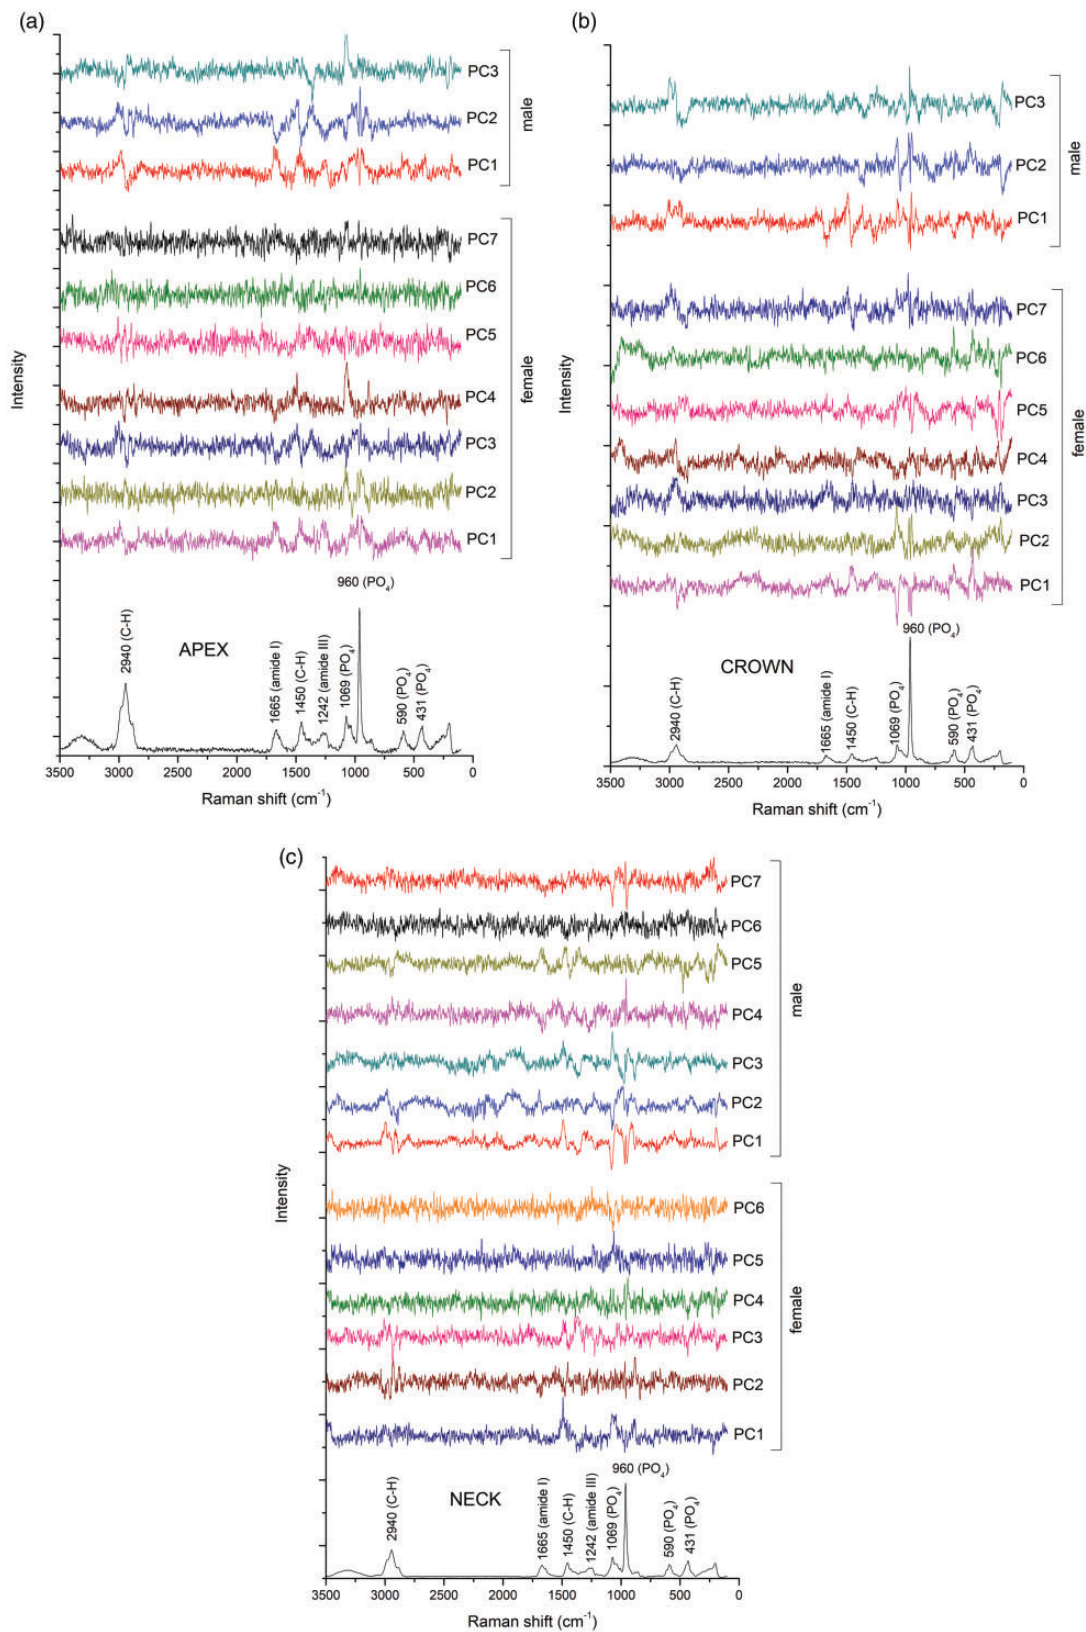 (a)
PC3
PC2
PC1
male
PC7
PC6
PC5
PC4
PC3
PC2
PC1
female
Intensity
960 (PO4)
2940 (C-H)
APEX
1665 (amide I)
1450 (C-H)
1242 (amide III)
1069 (PO4)
590 (PO4)
431 (PO4)
3500 3000 2500 2000 1500 1000 500 0
Raman shift (cm-1)
(b)
PC3
PC2
PC1
male
PC7
PC6
PC5
PC4
PC3
PC2
PC1
female
Intensity
960 (PO4)
2940 (C-H)
CROWN
1665 (amide I)
1450 (C-H)
1069 (PO4)
590 (PO4)
431 (PO4)
3500 3000 2500 2000 1500 1000 500 0
Raman shift (cm-1)
(c)
PC7
PC6
PC5
PC4
PC3
PC2
PC1
male
PC6
PC5
PC4
PC3
PC2
PC1
female
Intensity
960 (PO4)
2940 (C-H)
NECK
1665 (amide I)
1450 (C-H)
1242 (amide III)
1069 (PO4)
590 (PO4)
431 (PO4)
3500 3000 2500 2000 1500 1000 500 0
Raman shift (cm-1)